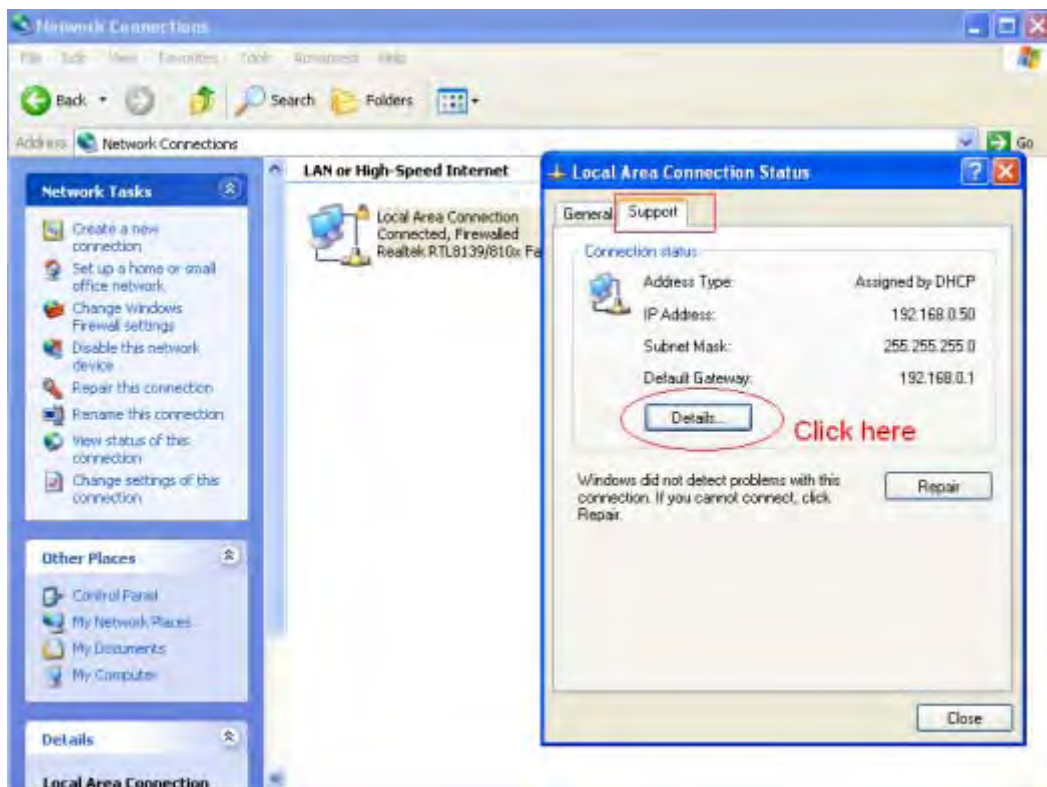 Network Connections
File Edit View Favorites Tools Advanced Help
Back Search Folders
Address Network Connections Go
Network Tasks
Create a new
connection
Set up a home or small
office network
Change Windows
Firewall settings
Disable this network
device
Repair this connection
Rename this connection
View status of this
connection
Change settings of this
connection
Other Places
Control Panel
My Network Places
My Documents
My Computer
Details
Local Area Connection
LAN or High-Speed Internet
Local Area Connection
Connected, Firewalled
Realtek RTL8139/810x Fa
Local Area Connection Status
General Support
Connection status
Address Type: Assigned by DHCP
IP Address: 192.168.0.50
Subnet Mask: 255.255.255.0
Default Gateway: 192.168.0.1
Details...
Click here
Windows did not detect problems with this
connection. If you cannot connect, click
Repair.
Repair
Close